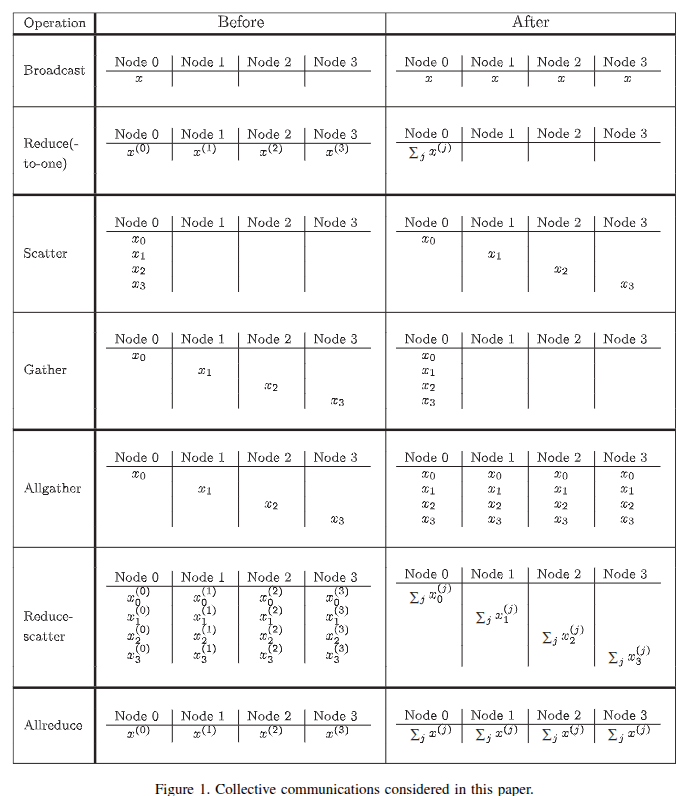 Operation Before After
Broadcast
Node 0 Node 1 Node 2 Node 3 Node 0 Node 1 Node 2 Node 3
x x x x x
Reduce(-
to-one)
Node 0 Node 1 Node 2 Node 3 Node 0 Node 1 Node 2 Node 3
x^(0) x^(1) x^(2) x^(3) ∑_j x^(j)
Scatter
Node 0 Node 1 Node 2 Node 3 Node 0 Node 1 Node 2 Node 3
x_0 x_0
x_1 x_1
x_2 x_2
x_3 x_3
Gather
Node 0 Node 1 Node 2 Node 3 Node 0 Node 1 Node 2 Node 3
x_0 x_0
x_1 x_1
x_2 x_2
x_3 x_3
Allgather
Node 0 Node 1 Node 2 Node 3 Node 0 Node 1 Node 2 Node 3
x_0 x_0 x_0 x_0 x_0
x_1 x_1 x_1 x_1 x_1
x_2 x_2 x_2 x_2 x_2
x_3 x_3 x_3 x_3 x_3
Reduce-
scatter
Node 0 Node 1 Node 2 Node 3 Node 0 Node 1 Node 2 Node 3
x_0^(0) x_0^(1) x_0^(2) x_0^(3) ∑_j x_0^(j)
x_1^(0) x_1^(1) x_1^(2) x_1^(3) ∑_j x_1^(j)
x_2^(0) x_2^(1) x_2^(2) x_2^(3) ∑_j x_2^(j)
x_3^(0) x_3^(1) x_3^(2) x_3^(3) ∑_j x_3^(j)
Allreduce
Node 0 Node 1 Node 2 Node 3 Node 0 Node 1 Node 2 Node 3
x^(0) x^(1) x^(2) x^(3) ∑_j x^(j) ∑_j x^(j) ∑_j x^(j) ∑_j x^(j)
Figure 1. Collective communications considered in this paper.